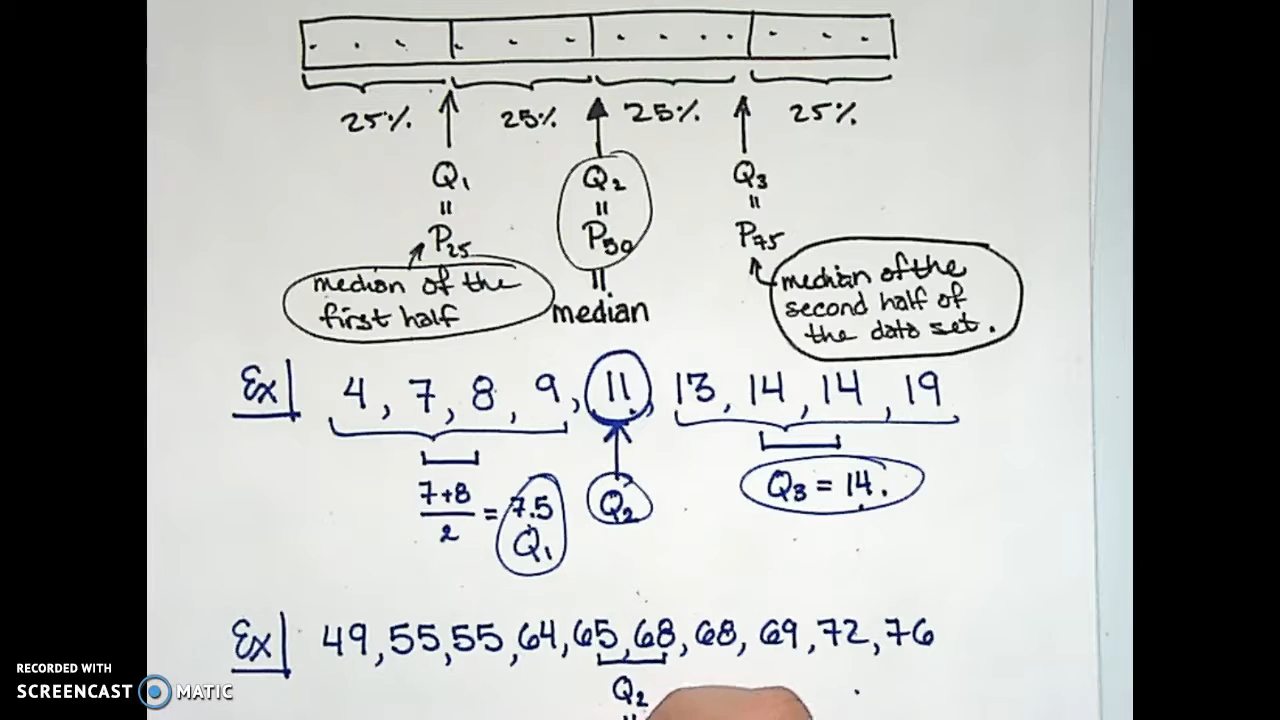 25% 25% 25% 25%
Q₁ Q₂ Q₃
= = =
P₂₅ P₅₀ P₇₅
=
median
median of the
first half
median of the
second half of
the data set.
Ex| 4, 7, 8, 9, 11, 13, 14, 14, 19
7+8
2
= 7.5
Q₁
Q₂
Q₃ = 14.
Ex| 49, 55, 55, 64, 65, 68, 68, 69, 72, 76
Q₂
=
RECORDED WITH
SCREENCAST MATIC